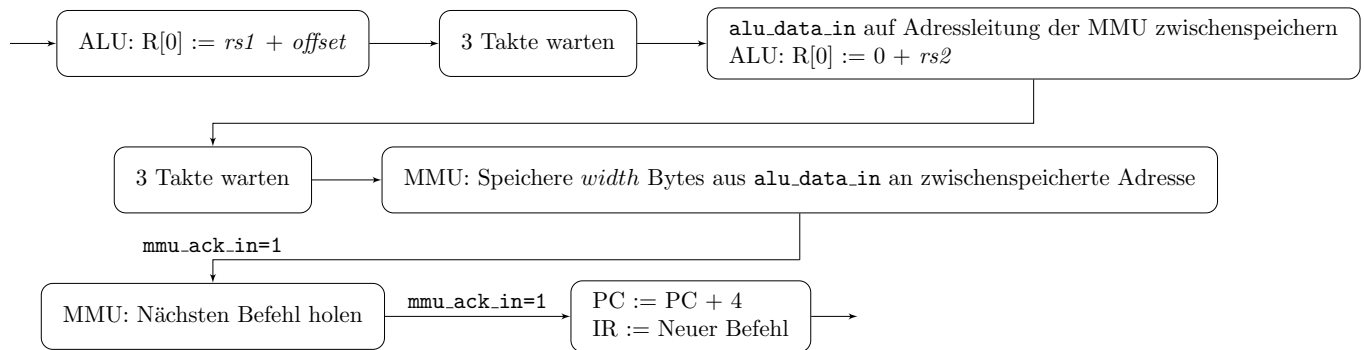 ALU: R[0] := rs1 + offset
3 Takte warten
alu_data_in auf Adressleitung der MMU zwischenspeichern
ALU: R[0] := 0 + rs2
3 Takte warten
MMU: Speichere width Bytes aus alu_data_in an zwischenspeicherte Adresse
mmu_ack_in=1
MMU: Nächsten Befehl holen
mmu_ack_in=1
PC := PC + 4
IR := Neuer Befehl